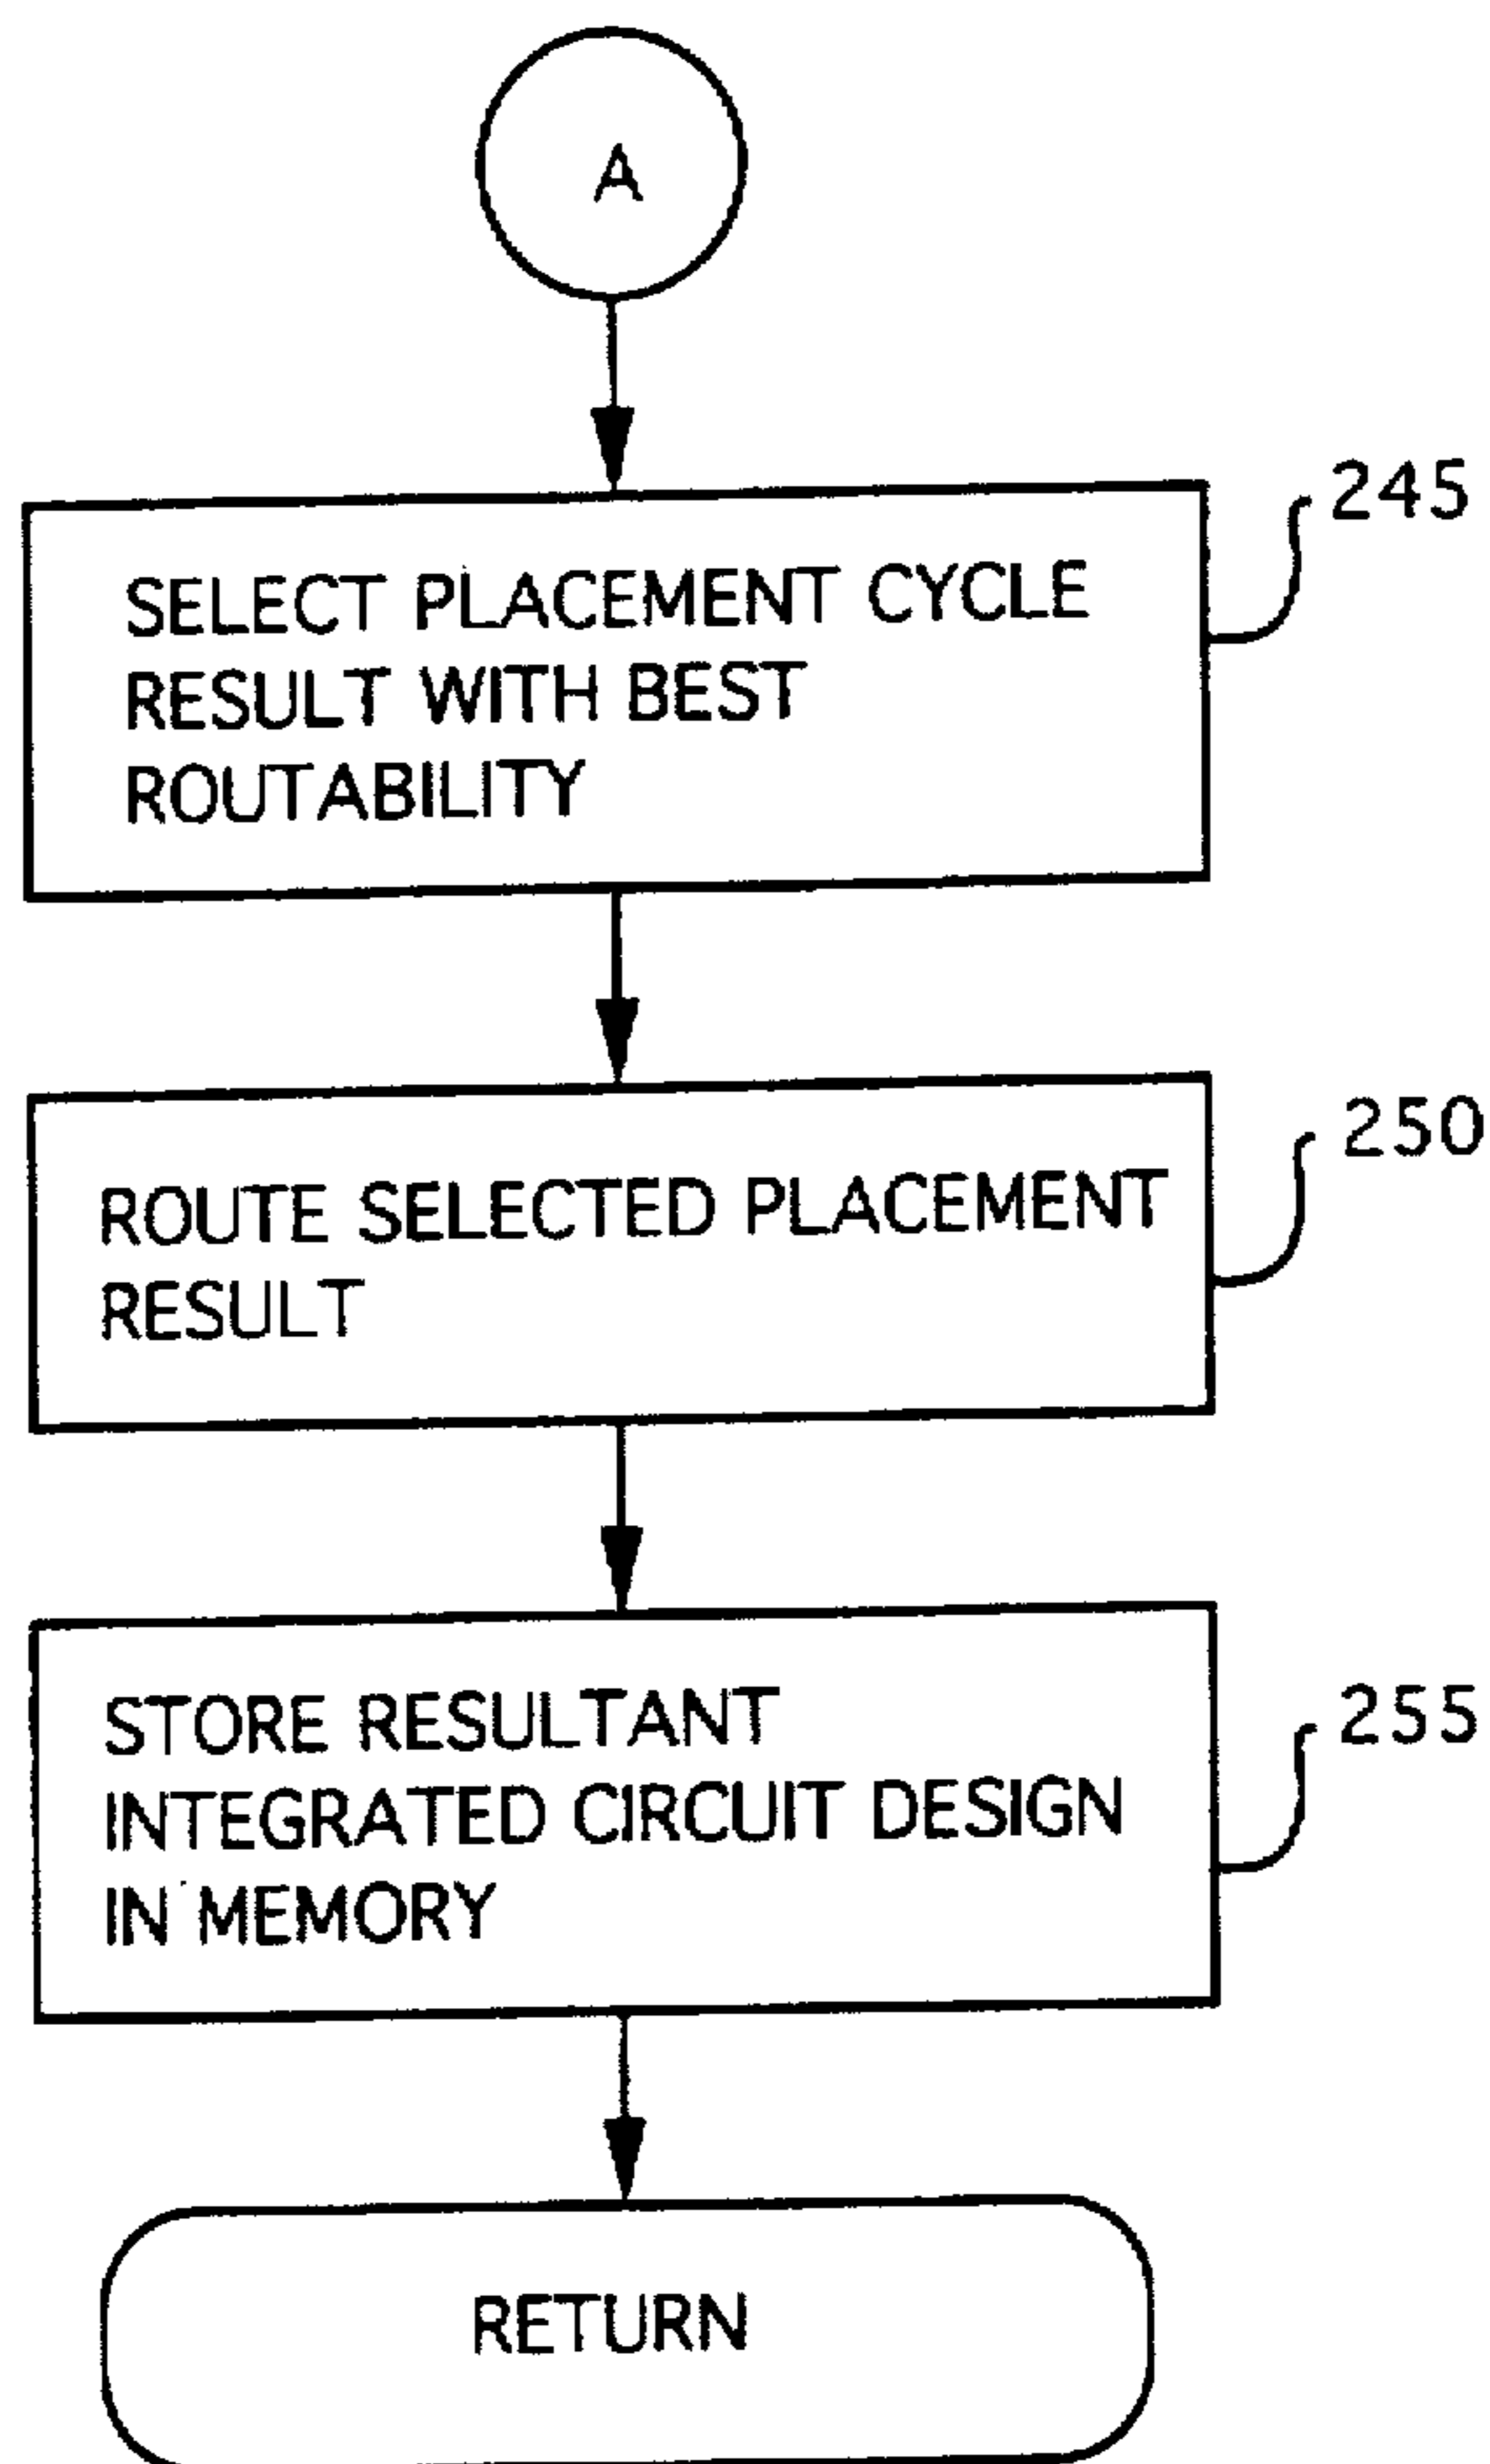 A
245
SELECT PLACEMENT CYCLE
RESULT WITH BEST
ROUTABILITY
250
ROUTE SELECTED PLACEMENT
RESULT
255
STORE RESULTANT
INTEGRATED CIRCUIT DESIGN
IN MEMORY
RETURN